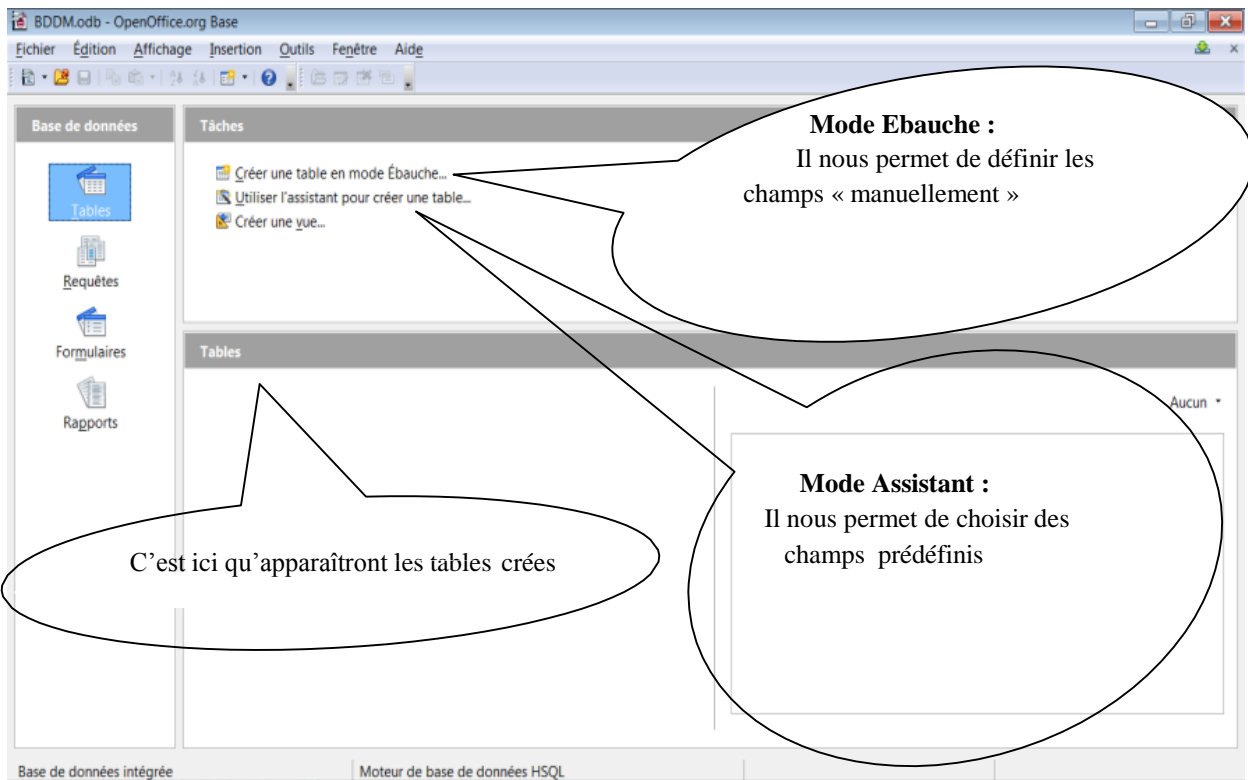 BDDM.odb - OpenOffice.org Base
Fichier Édition Affichage Insertion Outils Fenêtre Aide
Base de données
Tâches
Tables
Requêtes
Formulaires
Rapports
Créer une table en mode Ébauche...
Utiliser l'assistant pour créer une table...
Créer une vue...
Mode Ebauche :
Il nous permet de définir les
champs « manuellement »
Tables
Aucun
Mode Assistant :
Il nous permet de choisir des
champs prédéfinis
C'est ici qu'apparaîtront les tables crées
Base de données intégrée
Moteur de base de données HSQL